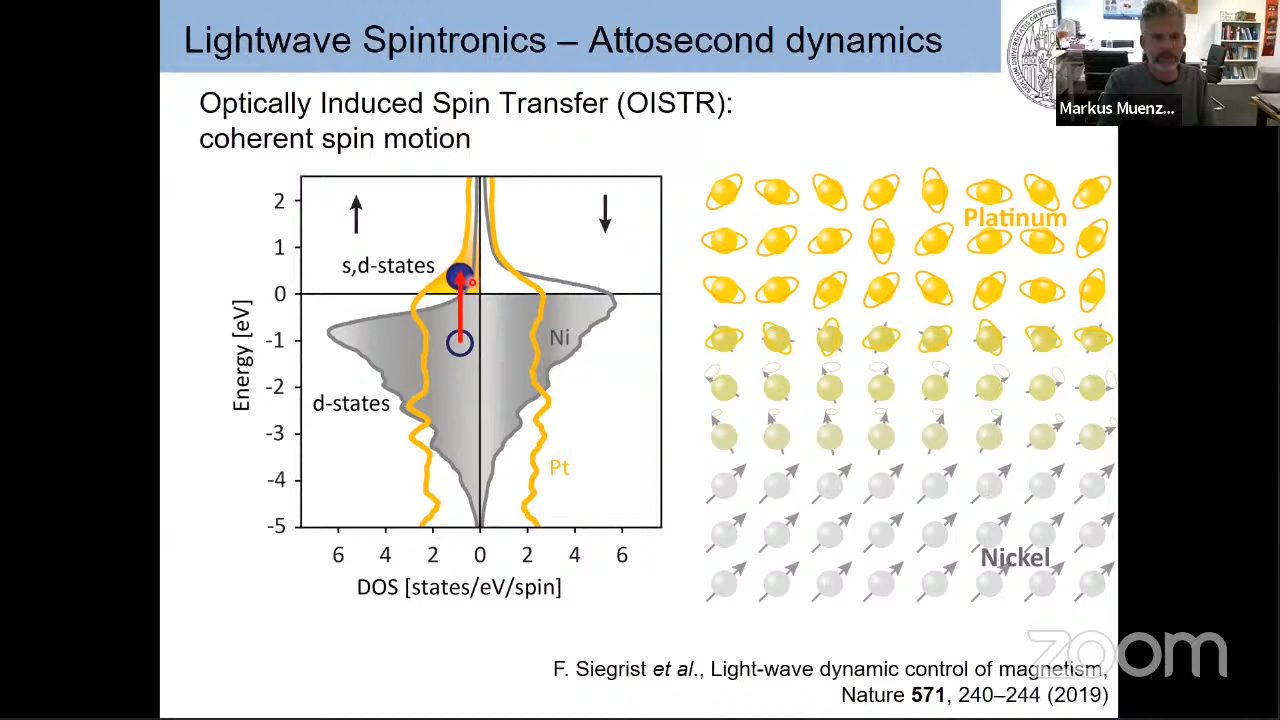 Lightwave Spintronics – Attosecond dynamics
Markus Muenz...
Optically Induced Spin Transfer (OISTR):
coherent spin motion
2
1
0
-1
-2
-3
-4
-5
Energy [eV]
s,d-states
d-states
Ni
Pt
6 4 2 0 2 4 6
DOS [states/eV/spin]
Platinum
Nickel
F. Siegrist et al., Light-wave dynamic control of magnetism,
Nature 571, 240–244 (2019)
zoom